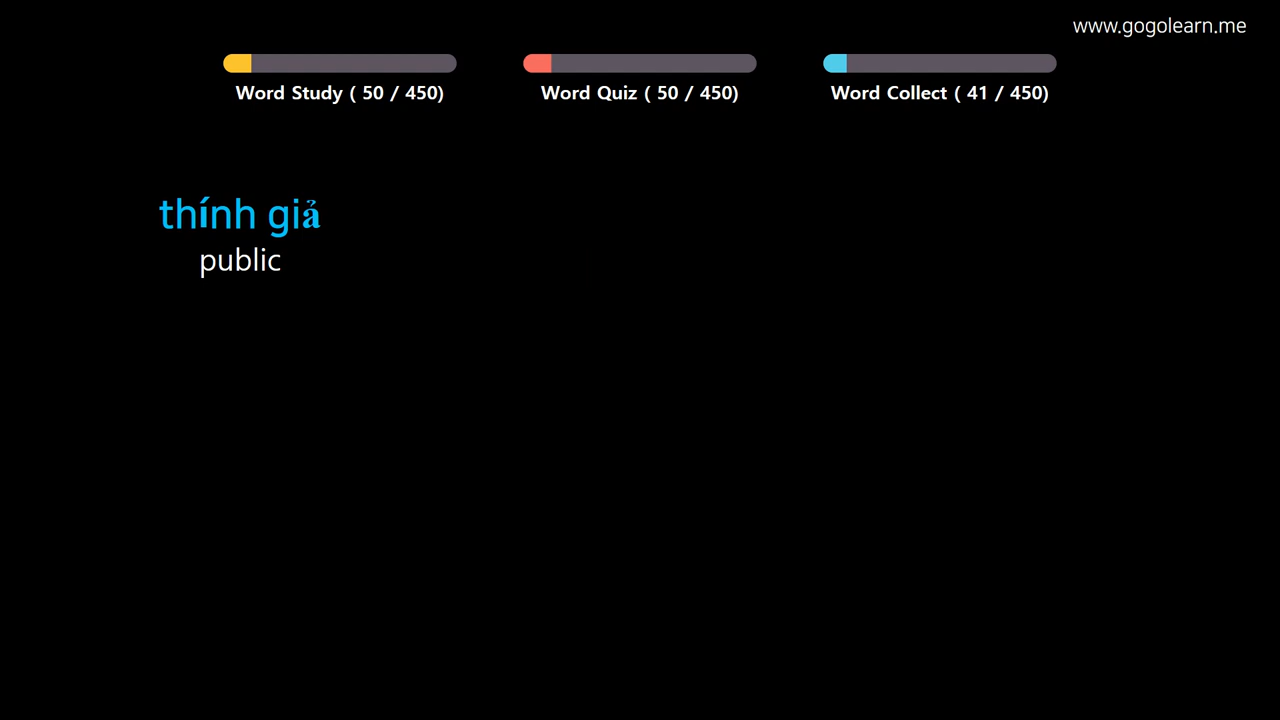 www.gogolearn.me
Word Study ( 50 / 450)
Word Quiz ( 50 / 450)
Word Collect ( 41 / 450)
thính giả
public